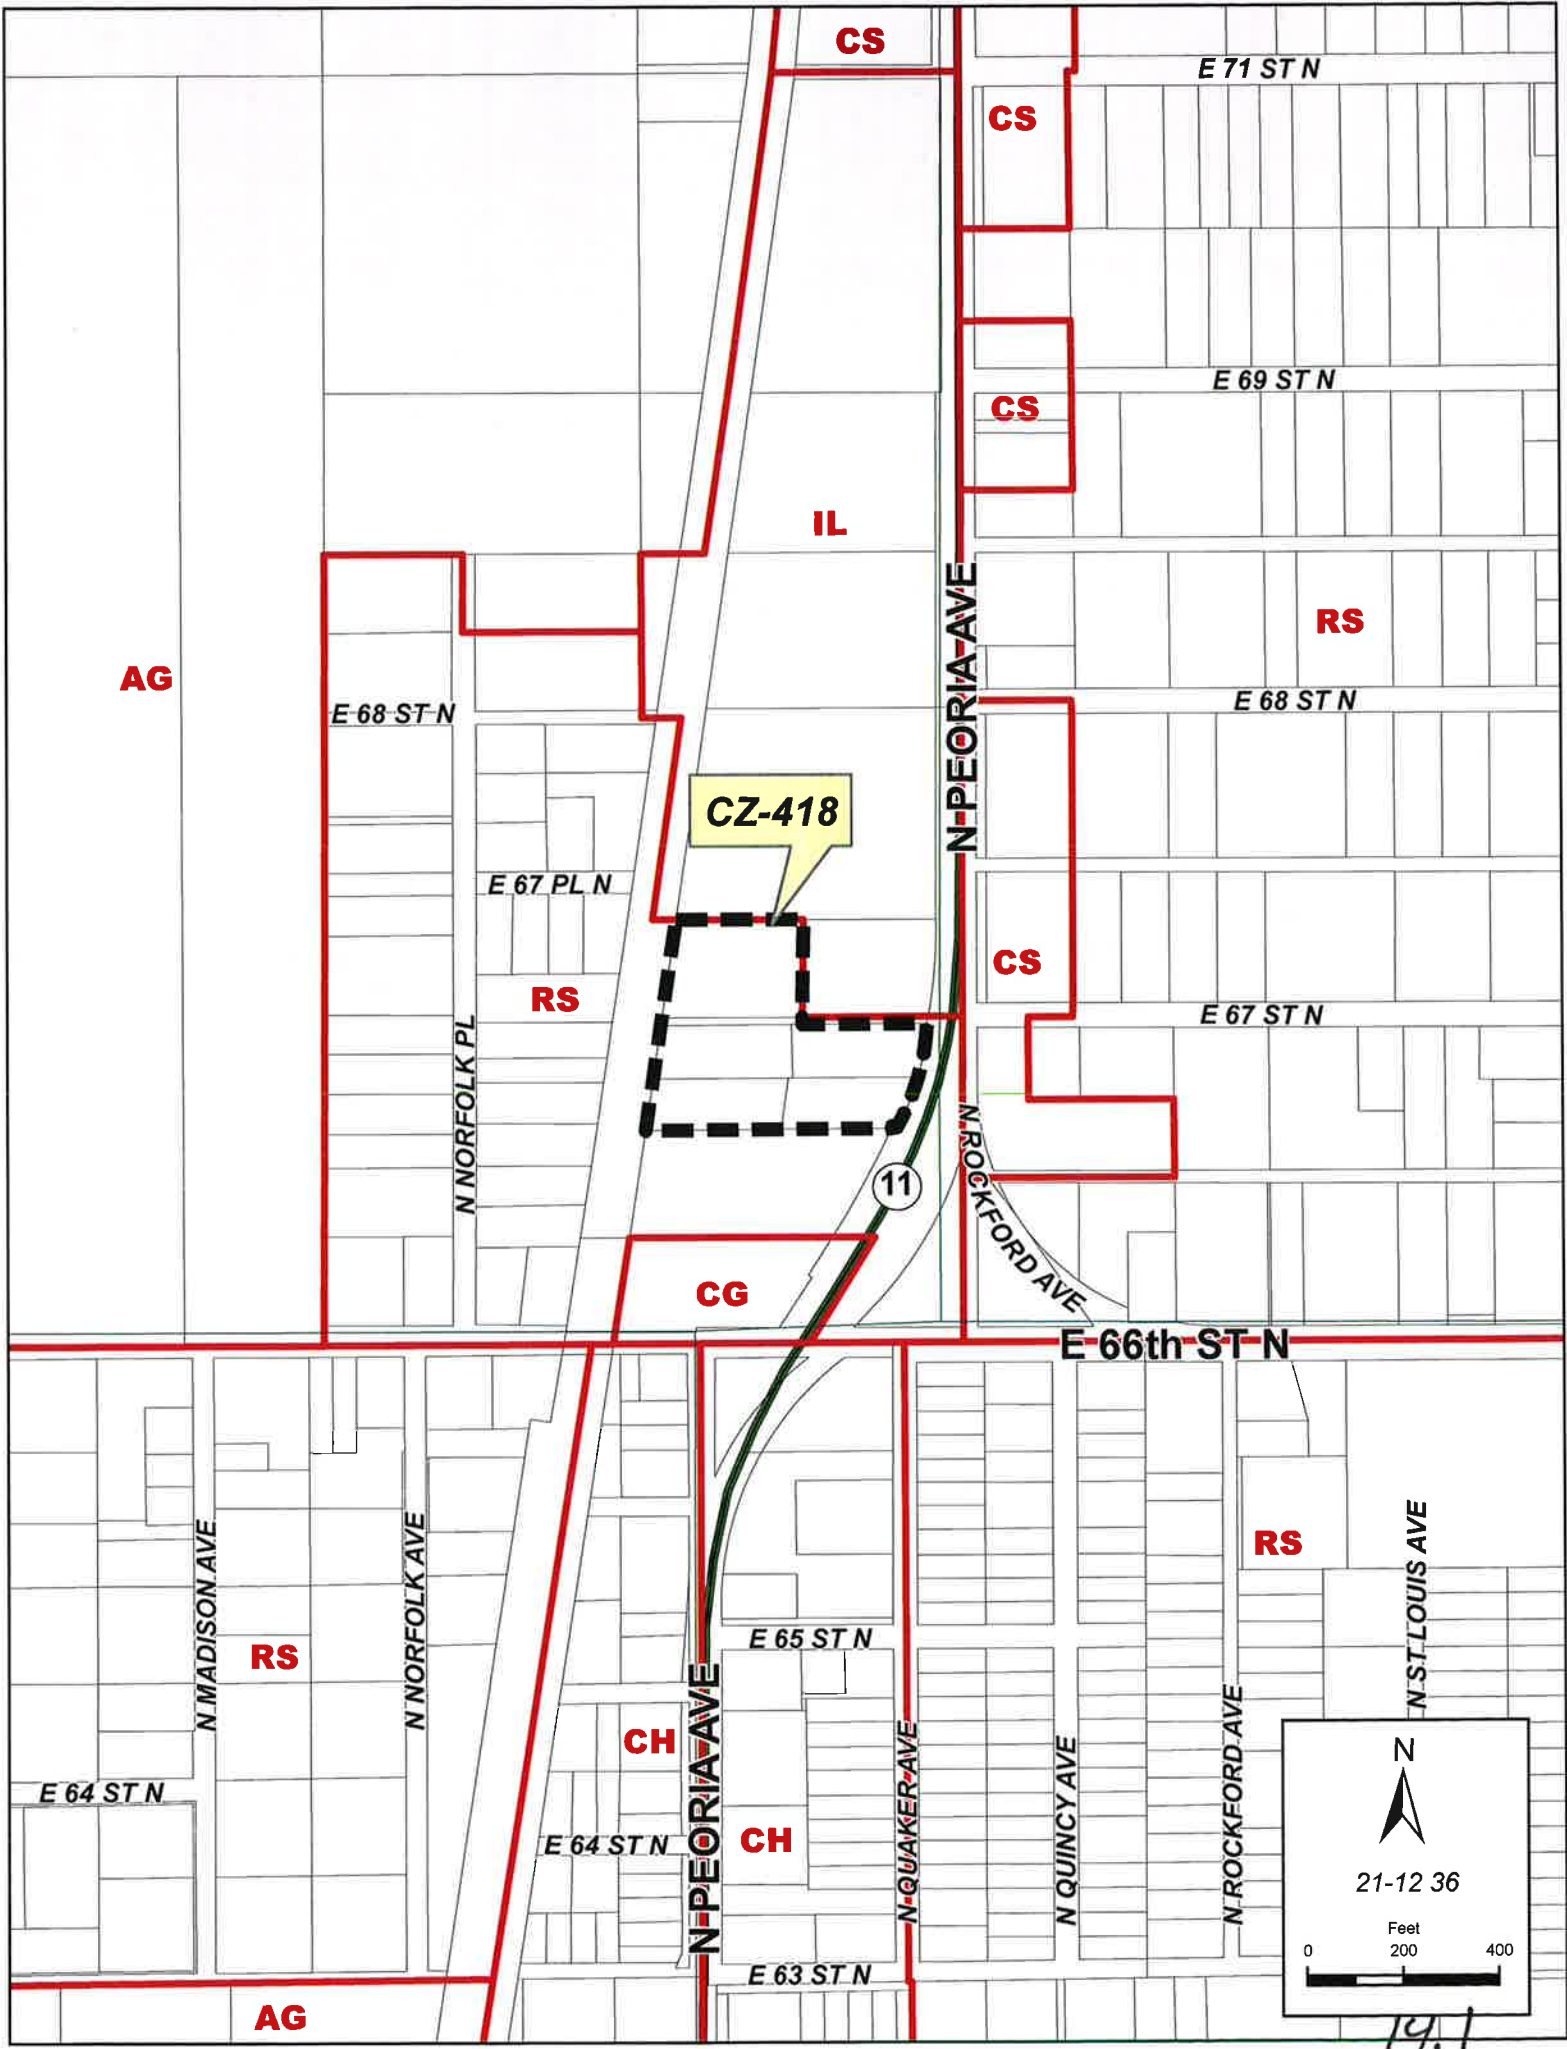 CS
E 71 ST N
CS
E 69 ST N
CS
IL
N PEORIA AVE
RS
AG
E 68 ST N
E 68 ST N
CZ-418
E 67 PL N
CS
RS
E 67 ST N
N NORFOLK PL
N ROCKFORD AVE
11
CG
E 66th ST N
N MADISON AVE
N NORFOLK AVE
RS
N ST LOUIS AVE
E 65 ST N
RS
N PEORIA AVE
CH
N QUAKER AVE
N QUINCY AVE
N ROCKFORD AVE
E 64 ST N
E 64 ST N
CH
E 63 ST N
AG
N
21-12 36
Feet
0 200 400